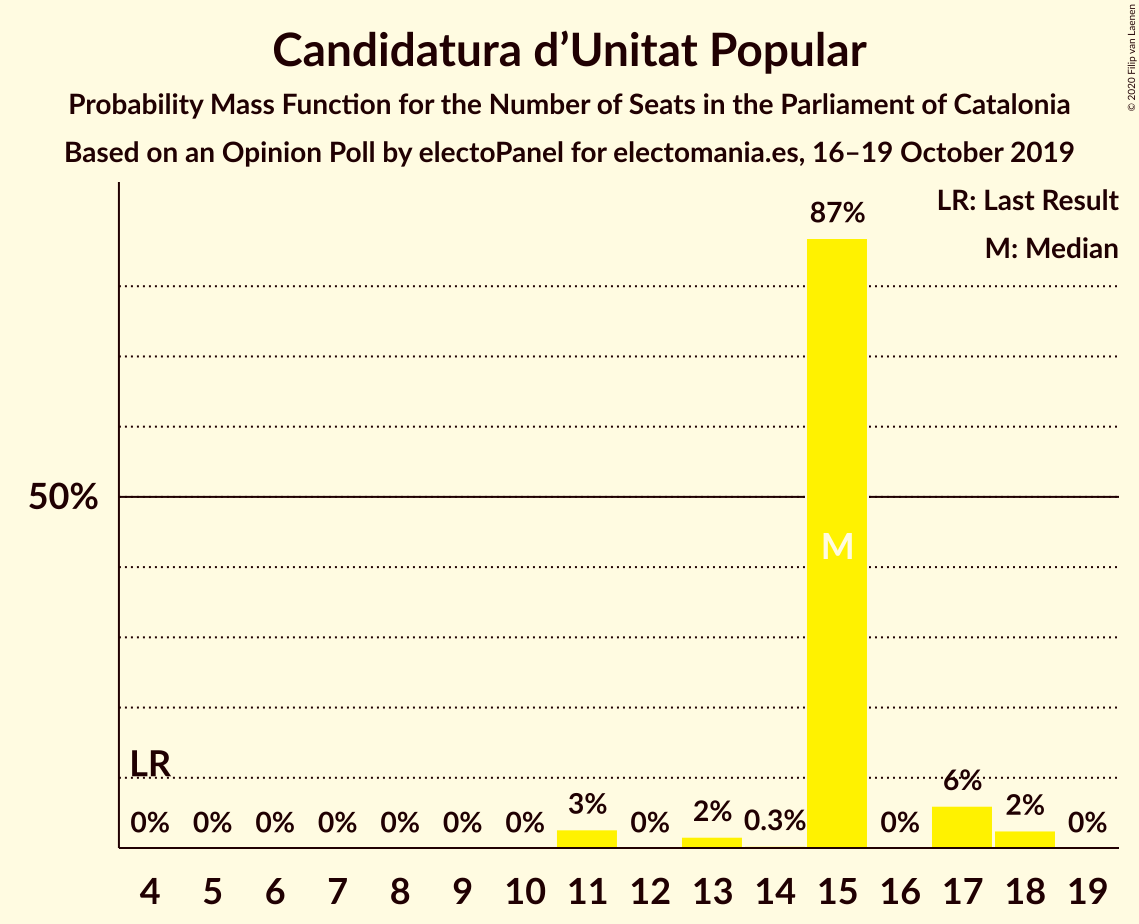 Candidatura d’Unitat Popular
Probability Mass Function for the Number of Seats in the Parliament of Catalonia
Based on an Opinion Poll by electoPanel for electomania.es, 16–19 October 2019
© 2020 Filip van Laenen
LR: Last Result
M: Median
87%
50%
M
LR
0% 0% 0% 0% 0% 0% 0% 3% 0% 2% 0.3% 0% 6% 2% 0%
4 5 6 7 8 9 10 11 12 13 14 15 16 17 18 19